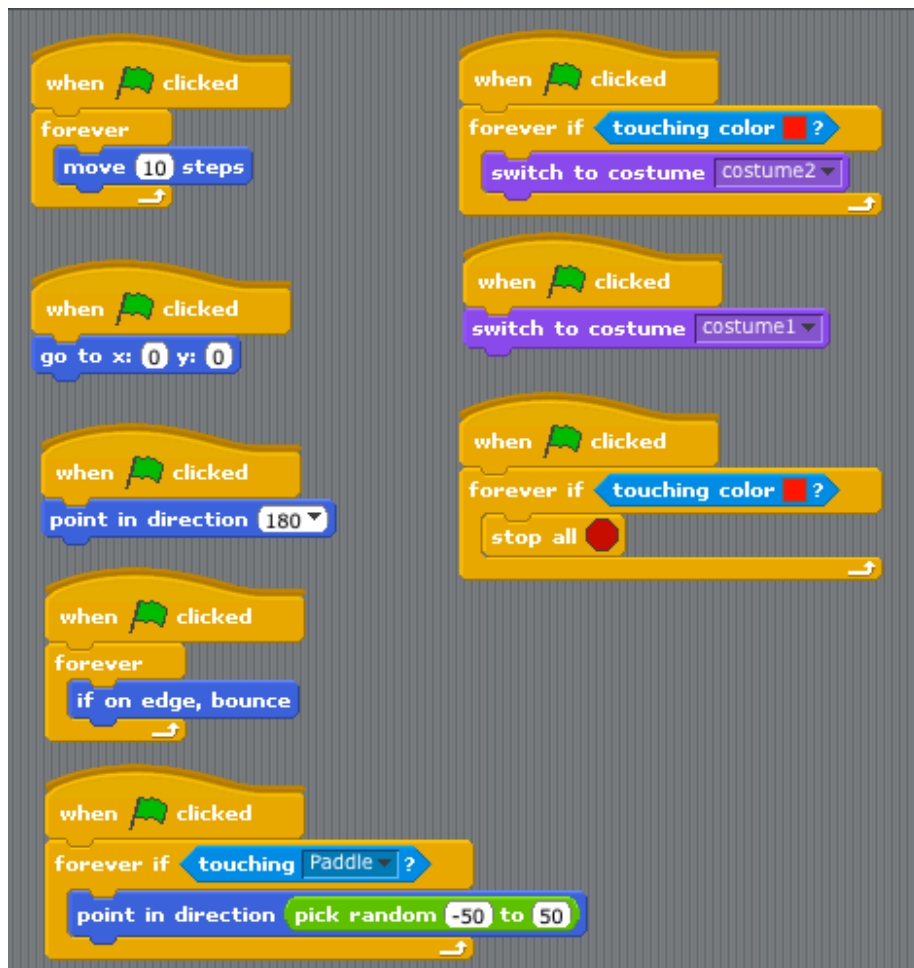 when clicked
forever
move 10 steps
when clicked
go to x: 0 y: 0
when clicked
point in direction 180
when clicked
forever
if on edge, bounce
when clicked
forever if touching Paddle ?
point in direction pick random -50 to 50
when clicked
forever if touching color ?
switch to costume costume2
when clicked
switch to costume costume1
when clicked
forever if touching color ?
stop all